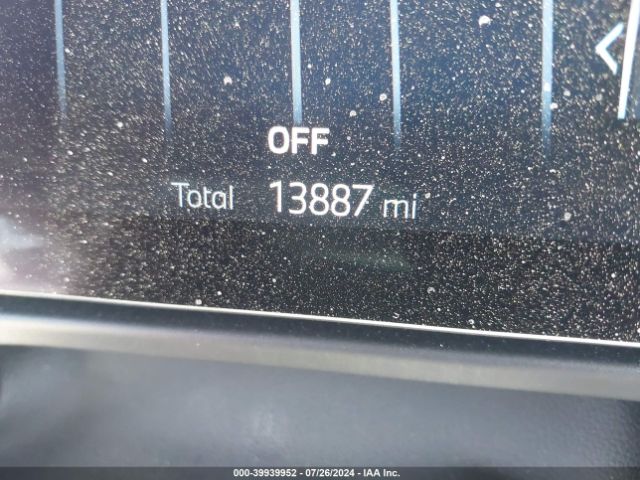 OFF
Total 13887 mi
000-39939952 - 07/26/2024 - IAA Inc.